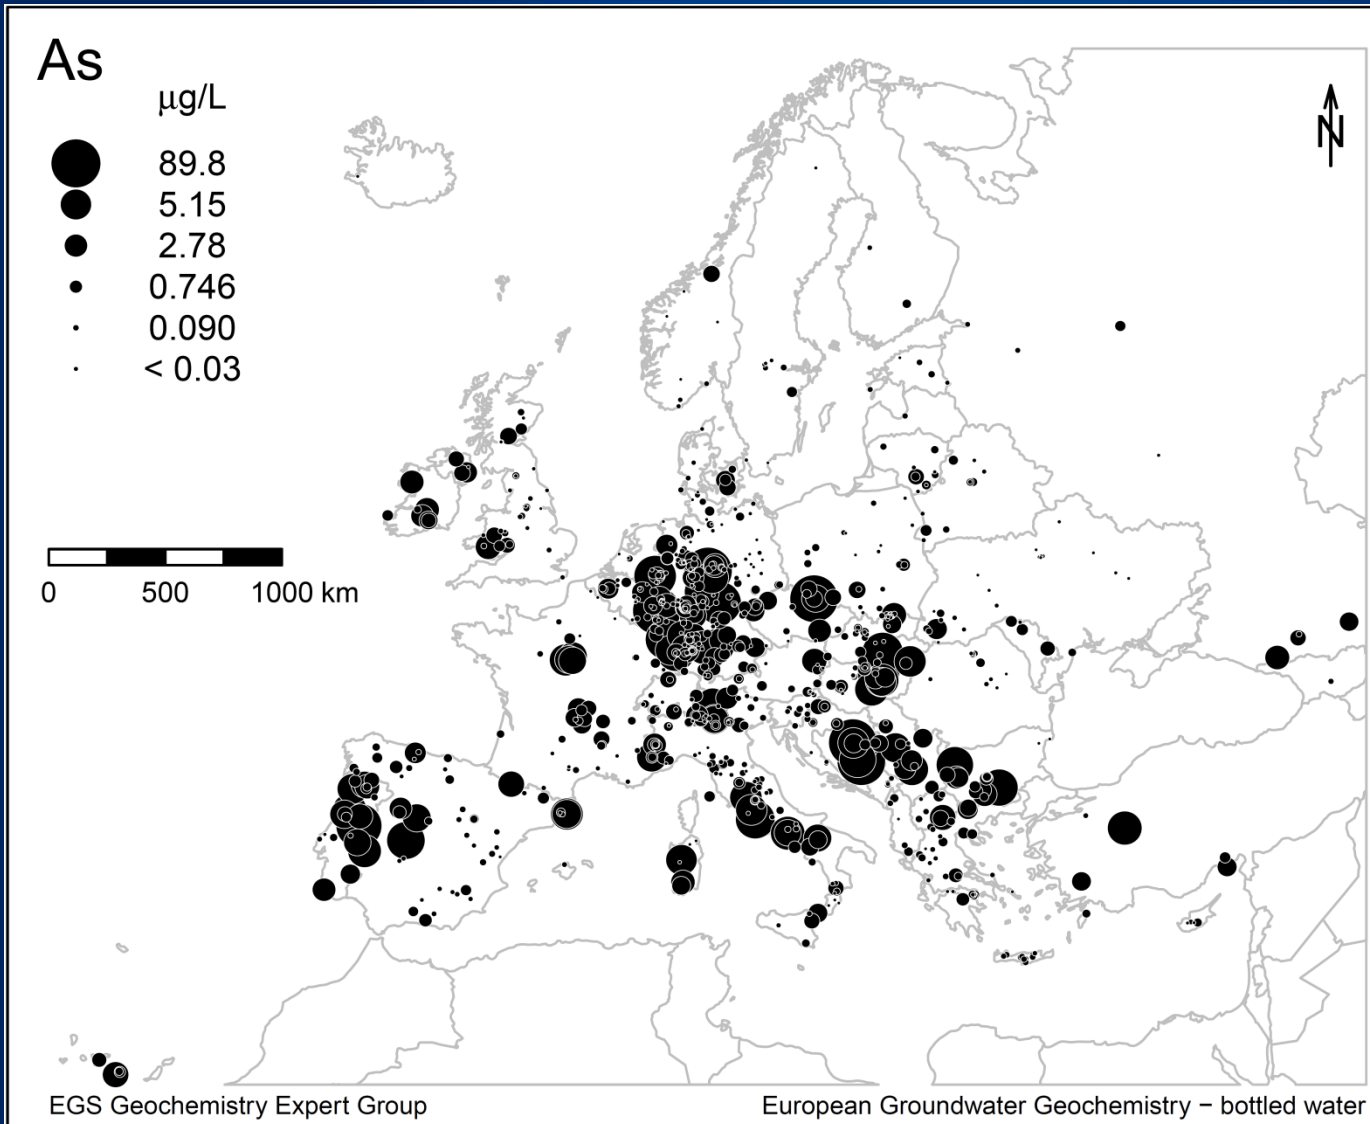 As
µg/L
89.8
5.15
2.78
0.746
0.090
< 0.03
N
0 500 1000 km
EGS Geochemistry Expert Group
European Groundwater Geochemistry − bottled water